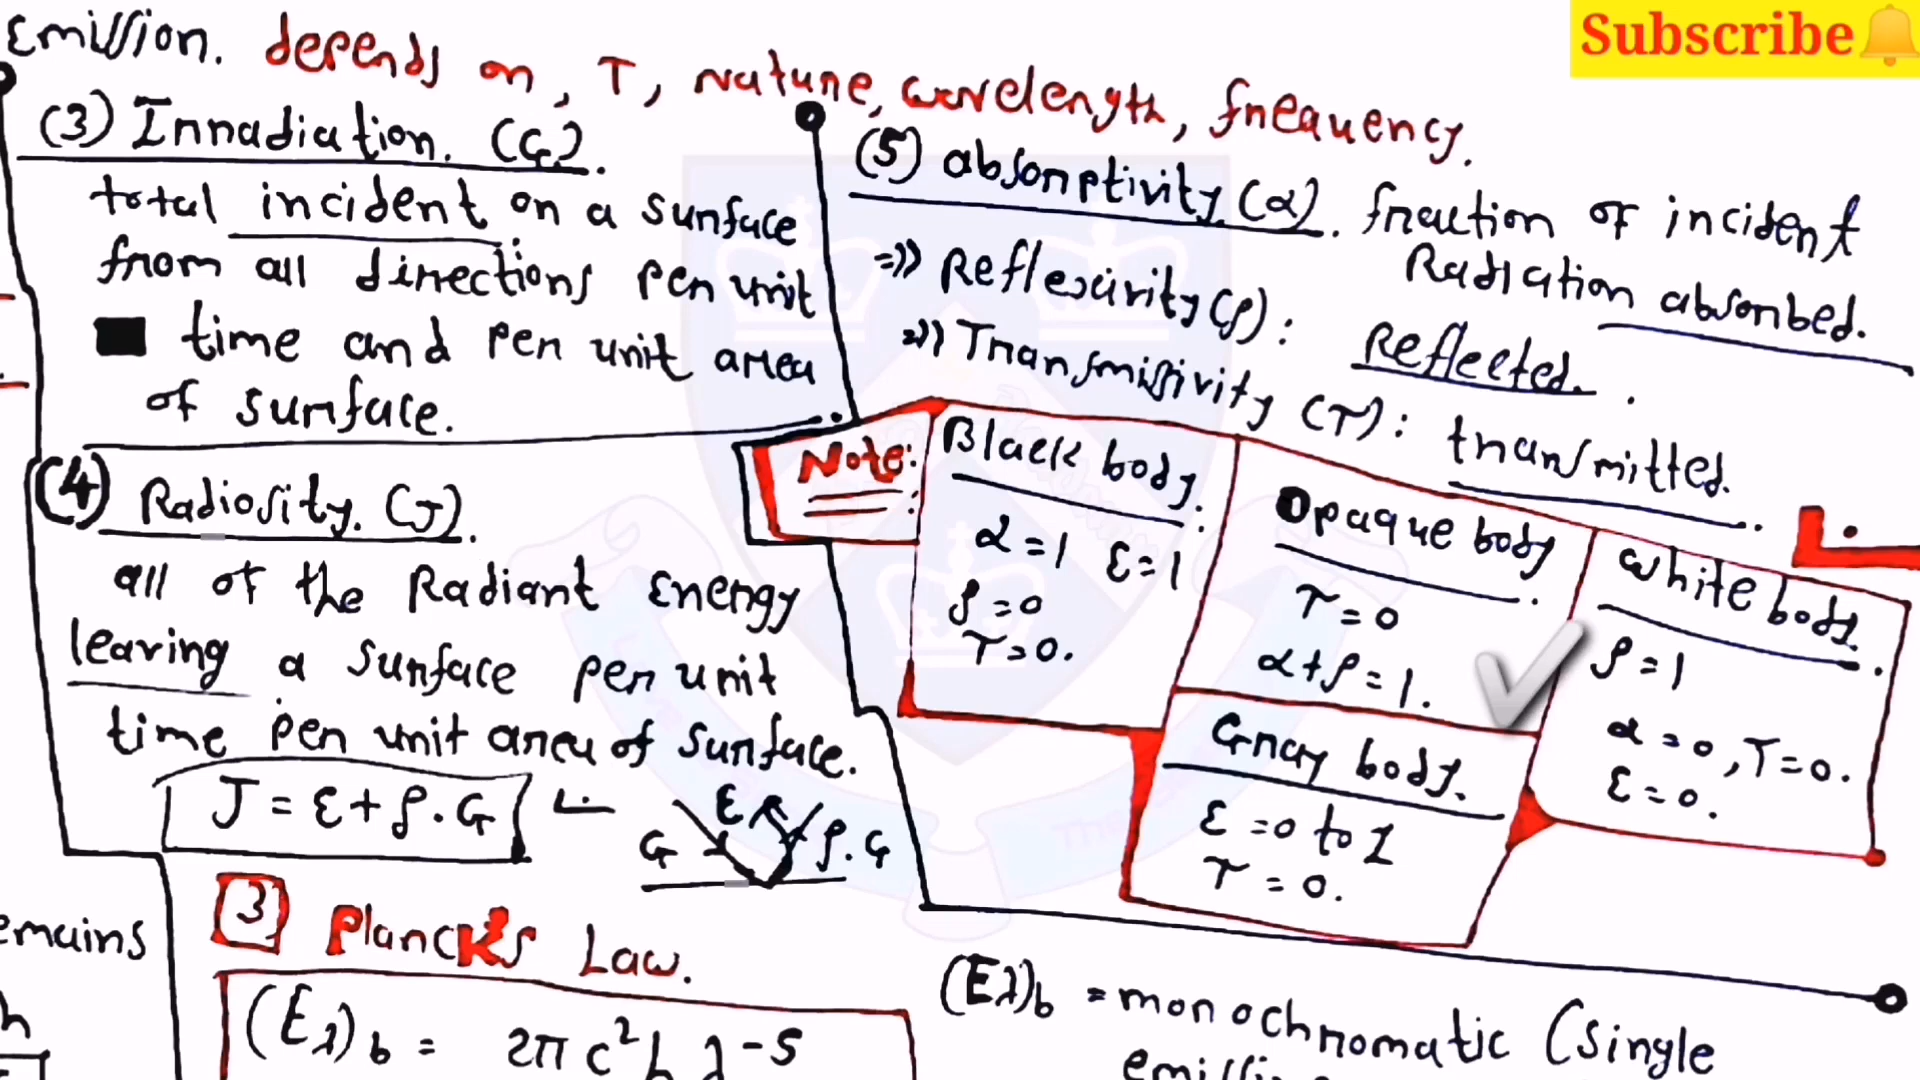 Emission. depends on, T, Nature, wavelength, frequency.
Subscribe
(3) Irradiation. (G).
total incident on a surface
from all directions per unit
time and per unit area
of surface.
(4) Radiosity. (J).
all of the Radiant Energy
leaving a surface per unit
time per unit area of surface.
J = ε + ρ.G
G E ρ.G
(5) absorptivity (α). fraction of incident
Radiation absorbed.
=>> Reflexivity (ρ): Reflected.
=>> Transmissivity (τ): transmitted.
Note:
Black body.
α = 1 ε = 1
ρ = 0
τ = 0.
Opaque body
τ = 0
α + ρ = 1.
Gray body.
ε = 0 to 1
τ = 0.
White body.
ρ = 1
α = 0, τ = 0.
ε = 0.
emains
3 Plancks Law.
(Eλ)b = 2π c² h λ⁻⁵
(Eλ)b = monochromatic (single